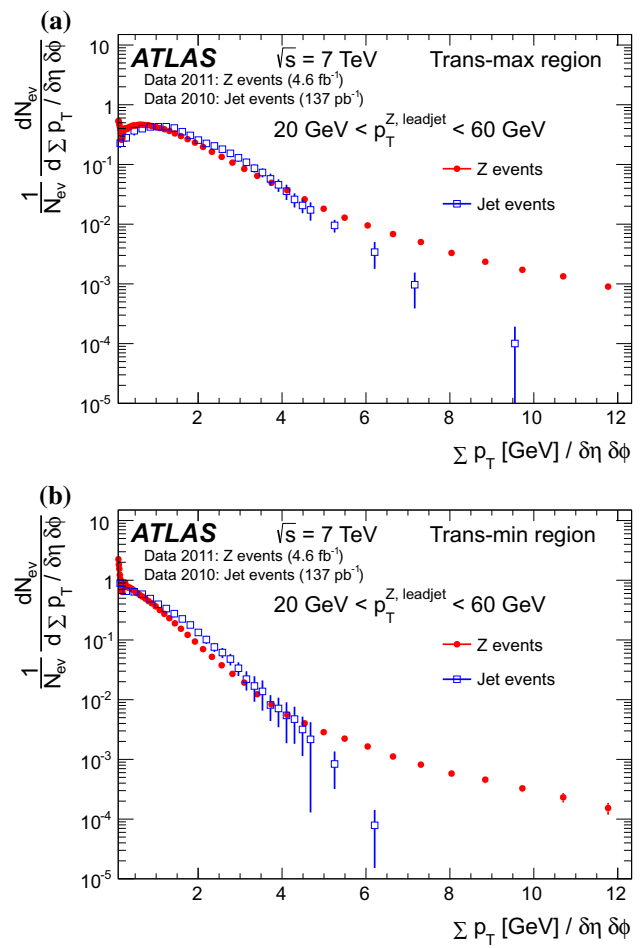 (a)
10
1
10⁻¹
10⁻²
10⁻³
10⁻⁴
10⁻⁵
1/N_ev dN_ev / d ∑ p_T / δη δϕ
ATLAS √s = 7 TeV Trans-max region
Data 2011: Z events (4.6 fb⁻¹)
Data 2010: Jet events (137 pb⁻¹)
20 GeV < p_T^{Z, leadjet} < 60 GeV
Z events
Jet events
2 4 6 8 10 12
∑ p_T [GeV] / δη δϕ
(b)
10
1
10⁻¹
10⁻²
10⁻³
10⁻⁴
10⁻⁵
1/N_ev dN_ev / d ∑ p_T / δη δϕ
ATLAS √s = 7 TeV Trans-min region
Data 2011: Z events (4.6 fb⁻¹)
Data 2010: Jet events (137 pb⁻¹)
20 GeV < p_T^{Z, leadjet} < 60 GeV
Z events
Jet events
2 4 6 8 10 12
∑ p_T [GeV] / δη δϕ